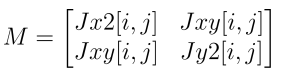 M = [Jx2[i, j] Jxy[i, j]
Jxy[i, j] Jy2[i, j]]